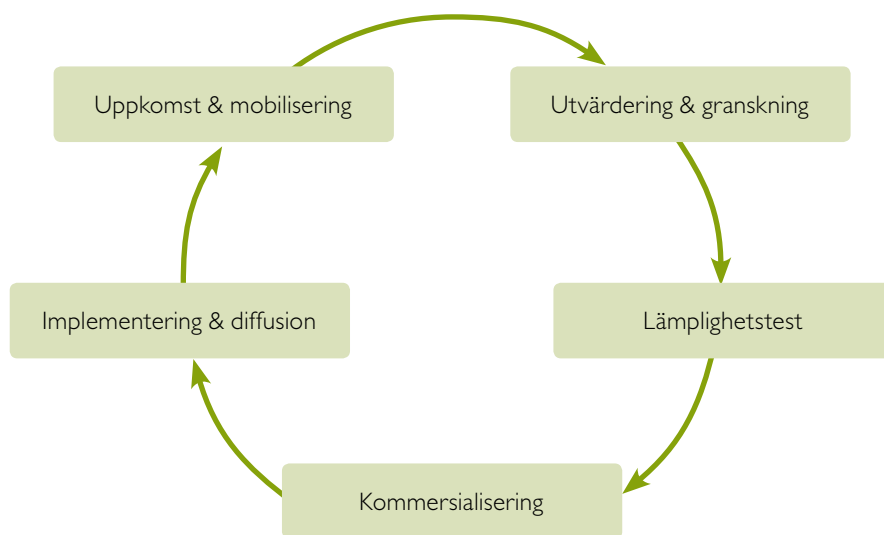 Uppkomst & mobilisering
Utvärdering & granskning
Implementering & diffusion
Lämplighetstest
Kommersialisering